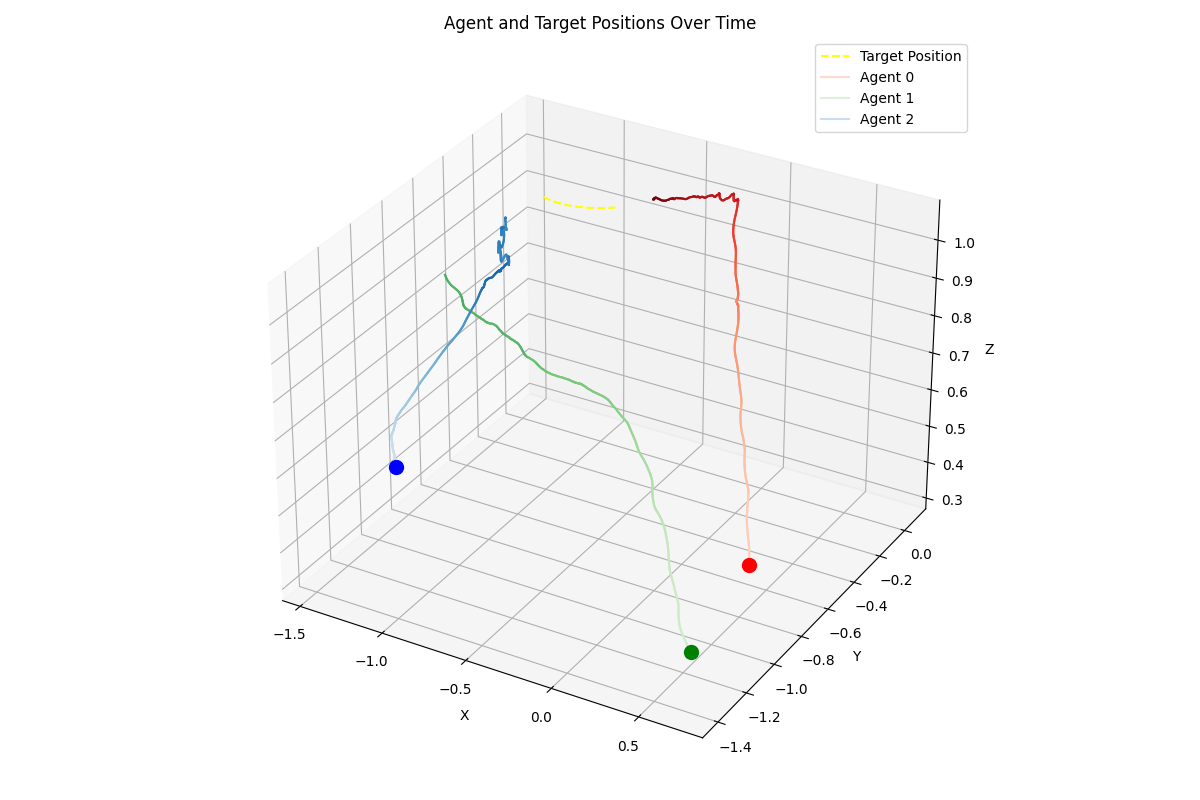 Agent and Target Positions Over Time
Target Position
Agent 0
Agent 1
Agent 2
1.0
0.9
0.8
0.7
0.6
0.5
0.4
0.3
Z
0.0
−0.2
−0.4
−0.6
−0.8
−1.0
−1.2
−1.4
Y
−1.5
−1.0
−0.5
0.0
0.5
X